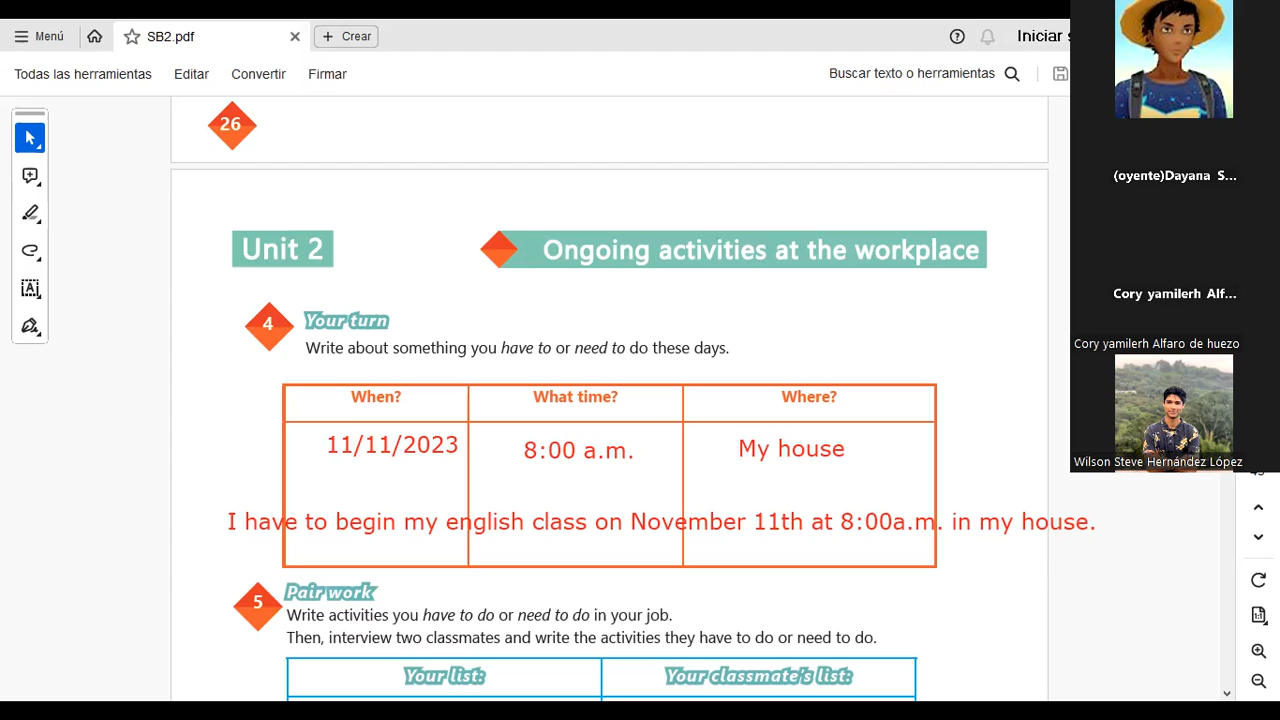 Menú
SB2.pdf
Crear
Iniciar s
Todas las herramientas
Editar
Convertir
Firmar
Buscar texto o herramientas
26
(oyente)Dayana S...
Unit 2
Ongoing activities at the workplace
Cory yamilerh Alf...
4
Your turn
Write about something you have to or need to do these days.
Cory yamilerh Alfaro de huezo
When?
What time?
Where?
11/11/2023
8:00 a.m.
My house
Wilson Steve Hernández López
I have to begin my english class on November 11th at 8:00a.m. in my house.
5
Pair work
Write activities you have to do or need to do in your job.
Then, interview two classmates and write the activities they have to do or need to do.
Your list:
Your classmate's list: